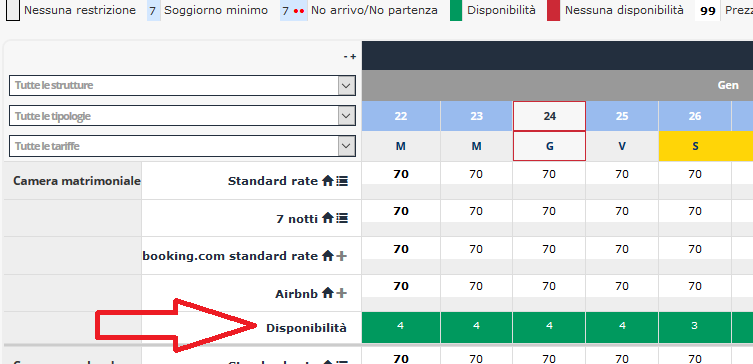 Nessuna restrizione 7 Soggiorno minimo 7 No arrivo/No partenza Disponibilità Nessuna disponibilità 99 Prezz
- +
Tutte le strutture Gen
Tutte le tipologie 22 23 24 25 26
Tutte le tariffe M M G V S
Camera matrimoniale Standard rate 70 70 70 70 70
7 notti 70 70 70 70 70
booking.com standard rate 70 70 70 70 70
Airbnb 70 70 70 70 70
Disponibilità 4 4 4 4 3
70 70 70 70 70